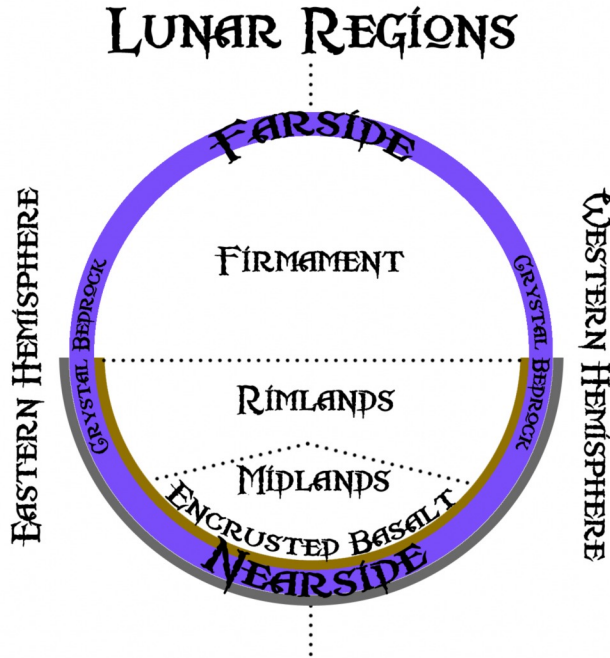 Lunar Regions
Farside
Eastern Hemisphere
Western Hemisphere
Firmament
Crystal Bedrock
Crystal Bedrock
Rimlands
Midlands
Encrusted Basalt
Nearside